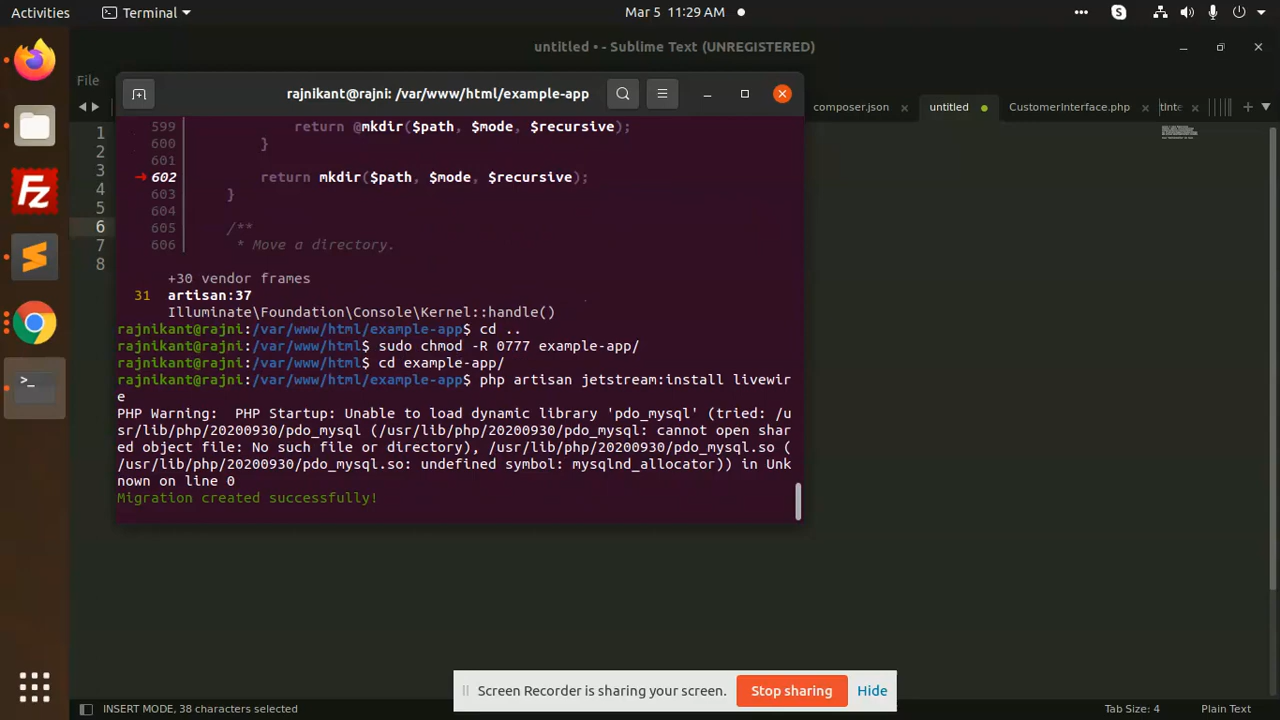 Activities Terminal Mar 5 11:29 AM
untitled • - Sublime Text (UNREGISTERED)
File
rajnikant@rajni: /var/www/html/example-app
composer.json untitled CustomerInterface.php
1
2
3
4
5
6
7
8
599 return @mkdir($path, $mode, $recursive);
600 }
601
➜ 602 return mkdir($path, $mode, $recursive);
603 }
604
605 /**
606 * Move a directory.
+30 vendor frames
31 artisan:37
Illuminate\Foundation\Console\Kernel::handle()
rajnikant@rajni:/var/www/html/example-app$ cd ..
rajnikant@rajni:/var/www/html$ sudo chmod -R 0777 example-app/
rajnikant@rajni:/var/www/html$ cd example-app/
rajnikant@rajni:/var/www/html/example-app$ php artisan jetstream:install livewir
e
PHP Warning:  PHP Startup: Unable to load dynamic library 'pdo_mysql' (tried: /u
sr/lib/php/20200930/pdo_mysql (/usr/lib/php/20200930/pdo_mysql: cannot open shar
ed object file: No such file or directory), /usr/lib/php/20200930/pdo_mysql.so (
/usr/lib/php/20200930/pdo_mysql.so: undefined symbol: mysqlnd_allocator)) in Unk
nown on line 0
Migration created successfully!
Screen Recorder is sharing your screen. Stop sharing Hide
INSERT MODE, 38 characters selected Tab Size: 4 Plain Text